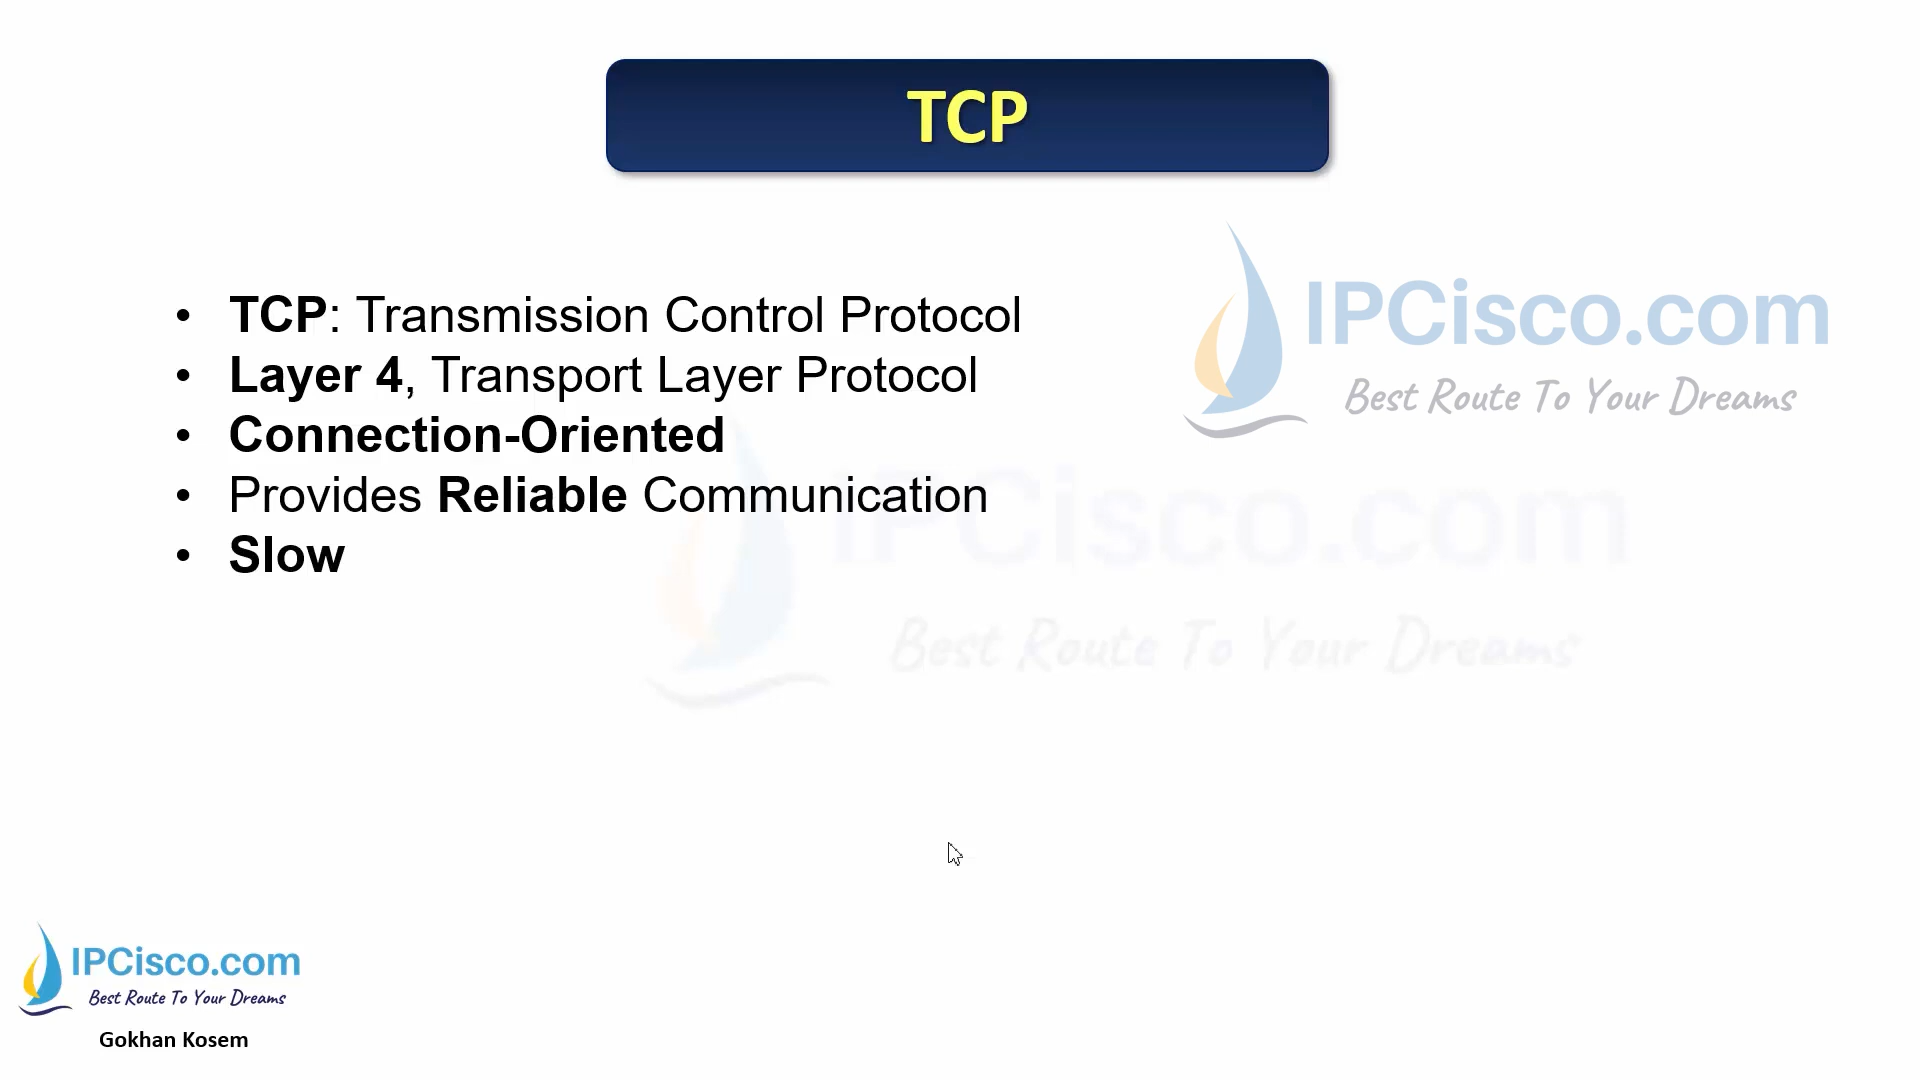 TCP
• TCP: Transmission Control Protocol
• Layer 4, Transport Layer Protocol
• Connection-Oriented
• Provides Reliable Communication
• Slow
IPCisco.com
Best Route To Your Dreams
IPCisco.com
Best Route To Your Dreams
IPCisco.com
Best Route To Your Dreams
Gokhan Kosem